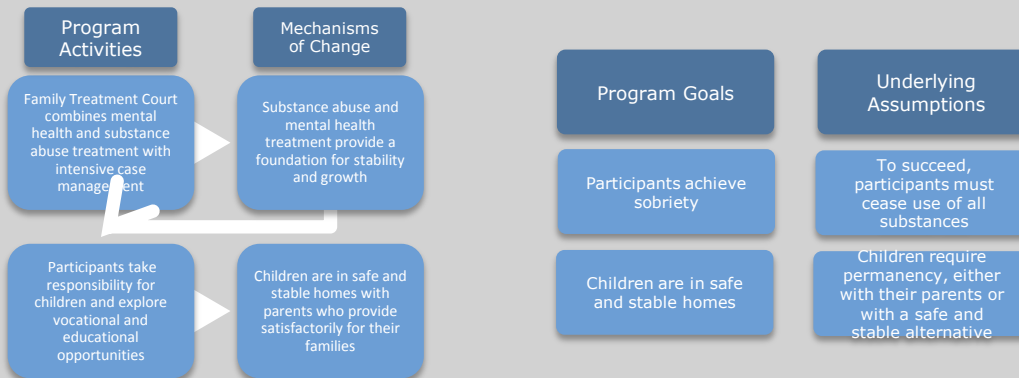 Program
Activities
Mechanisms
of Change
Family Treatment Court
combines mental
health and substance
abuse treatment with
intensive case
management
Substance abuse and
mental health
treatment provide a
foundation for stability
and growth
Participants take
responsibility for
children and explore
vocational and
educational
opportunities
Children are in safe and
stable homes with
parents who provide
satisfactorily for their
families
Program Goals
Underlying
Assumptions
Participants achieve
sobriety
To succeed,
participants must
cease use of all
substances
Children are in safe
and stable homes
Children require
permanency, either
with their parents or
with a safe and
stable alternative